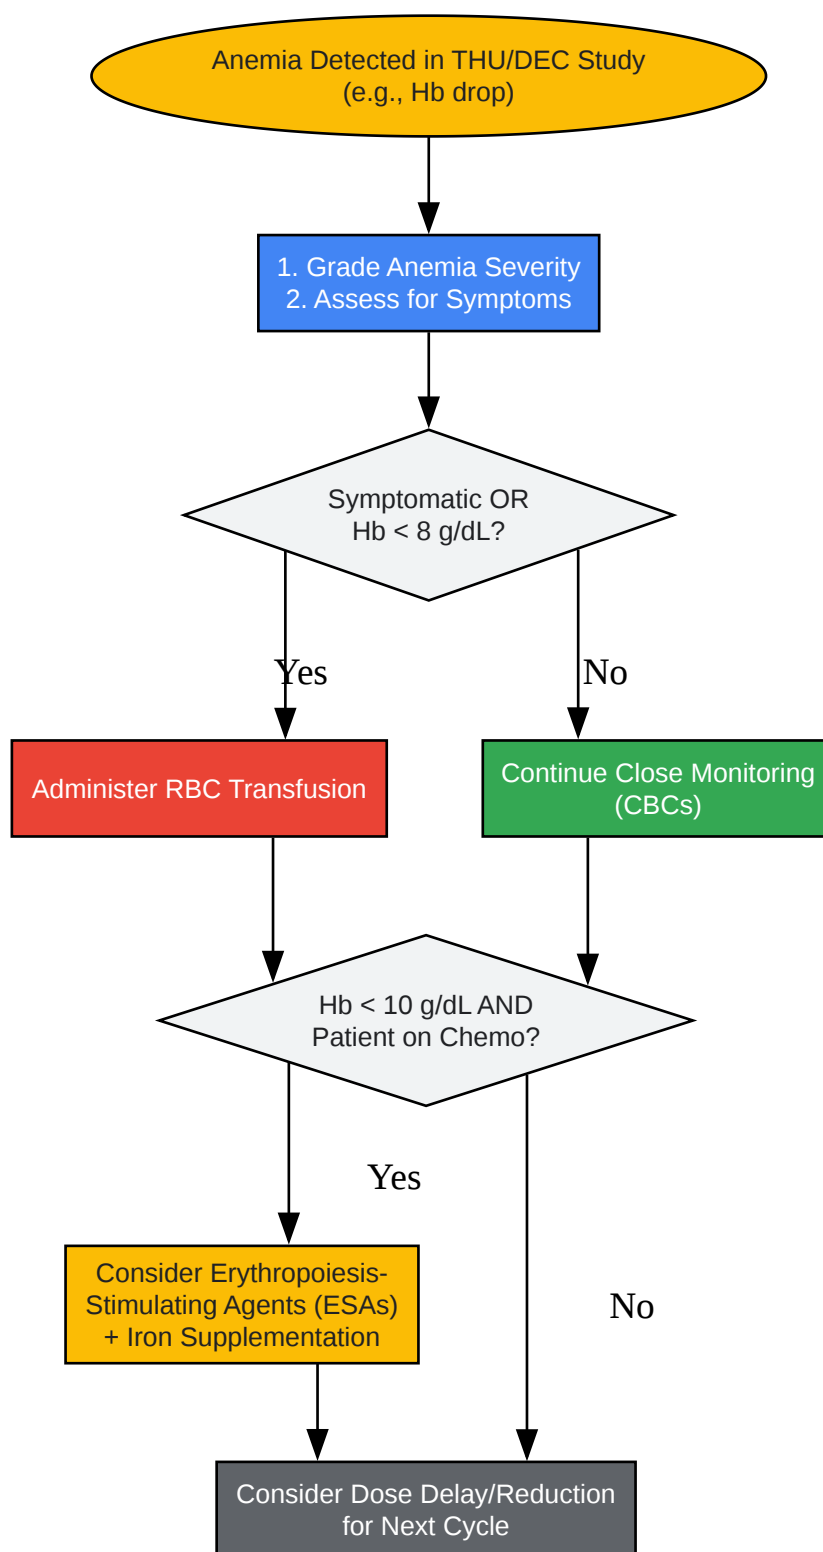 Anemia Detected in THU/DEC Study
(e.g., Hb drop)
1. Grade Anemia Severity
2. Assess for Symptoms
Symptomatic OR
Hb < 8 g/dL?
Yes
No
Administer RBC Transfusion
Continue Close Monitoring
(CBCs)
Hb < 10 g/dL AND
Patient on Chemo?
Yes
No
Consider Erythropoiesis-
Stimulating Agents (ESAs)
+ Iron Supplementation
Consider Dose Delay/Reduction
for Next Cycle